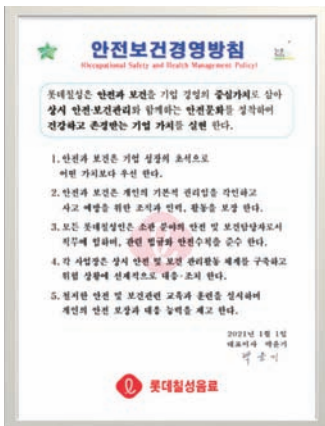 안전보건경영방침
(Occupational Safety and Health Management Policy)
롯데칠성은 안전과 보건을 기업 경영의 중심가치로 삼아
상시 안전·보건관리와 함께하는 안전문화를 정착하여
건강하고 존경받는 기업 가치를 실현 한다.
1. 안전과 보건은 기업 성장의 초석으로
어떤 가치보다 우선 한다.
2. 안전과 보건은 개인의 기본적 권리임을 각인하고
사고 예방을 위한 조직과 인력, 활동을 보장 한다.
3. 모든 롯데칠성인은 소관 분야의 안전 및 보건담당자로서
직무에 임하며, 관련 법규와 안전수칙을 준수 한다.
4. 각 사업장은 상시 안전 및 보건 관리활동 체계를 구축하고
위험 상황에 선제적으로 대응·조치 한다.
5. 철저한 안전 및 보건관련 교육과 훈련을 실시하여
개인의 안전 보장과 대응 능력을 제고 한다.
2021년 1월 1일
대표이사 박윤기
롯데칠성음료